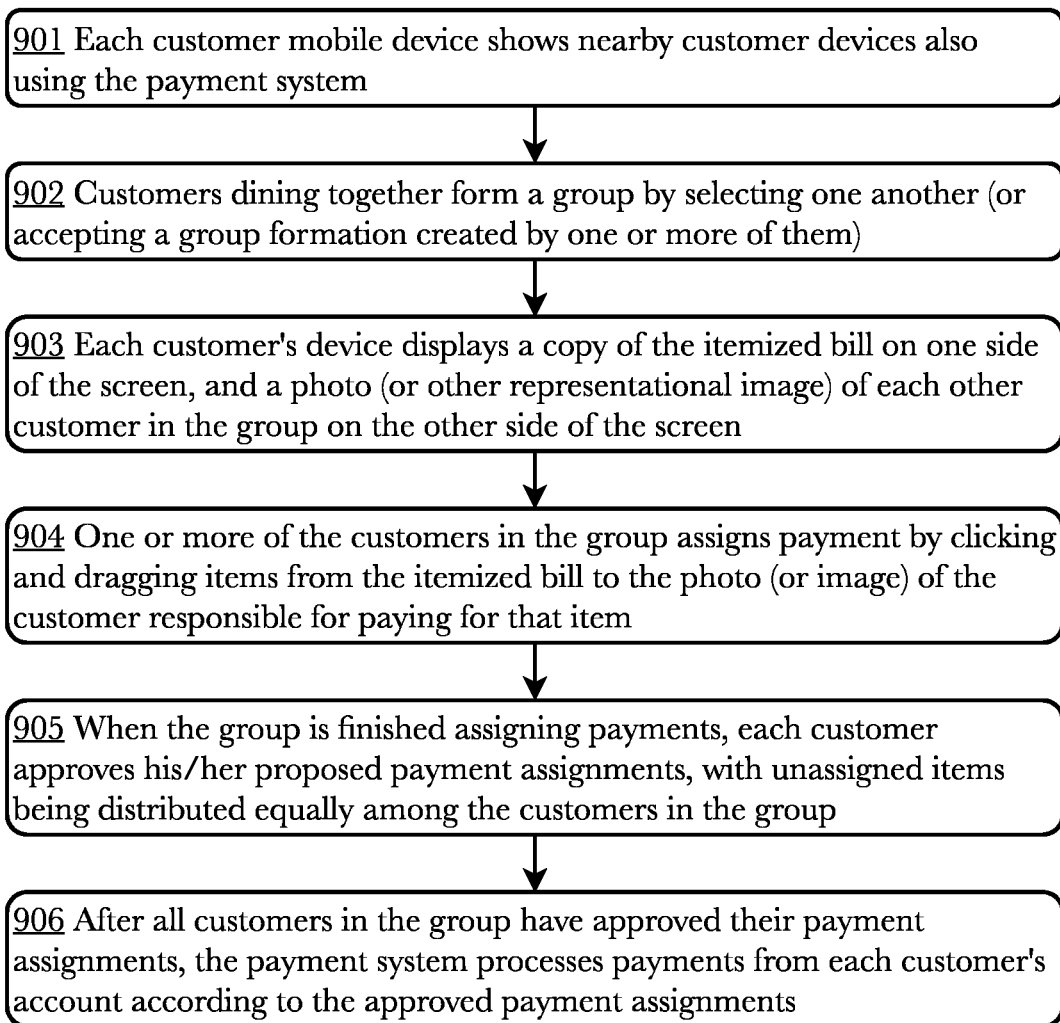 901 Each customer mobile device shows nearby customer devices also
using the payment system
902 Customers dining together form a group by selecting one another (or
accepting a group formation created by one or more of them)
903 Each customer's device displays a copy of the itemized bill on one side
of the screen, and a photo (or other representational image) of each other
customer in the group on the other side of the screen
904 One or more of the customers in the group assigns payment by clicking
and dragging items from the itemized bill to the photo (or image) of the
customer responsible for paying for that item
905 When the group is finished assigning payments, each customer
approves his/her proposed payment assignments, with unassigned items
being distributed equally among the customers in the group
906 After all customers in the group have approved their payment
assignments, the payment system processes payments from each customer's
account according to the approved payment assignments